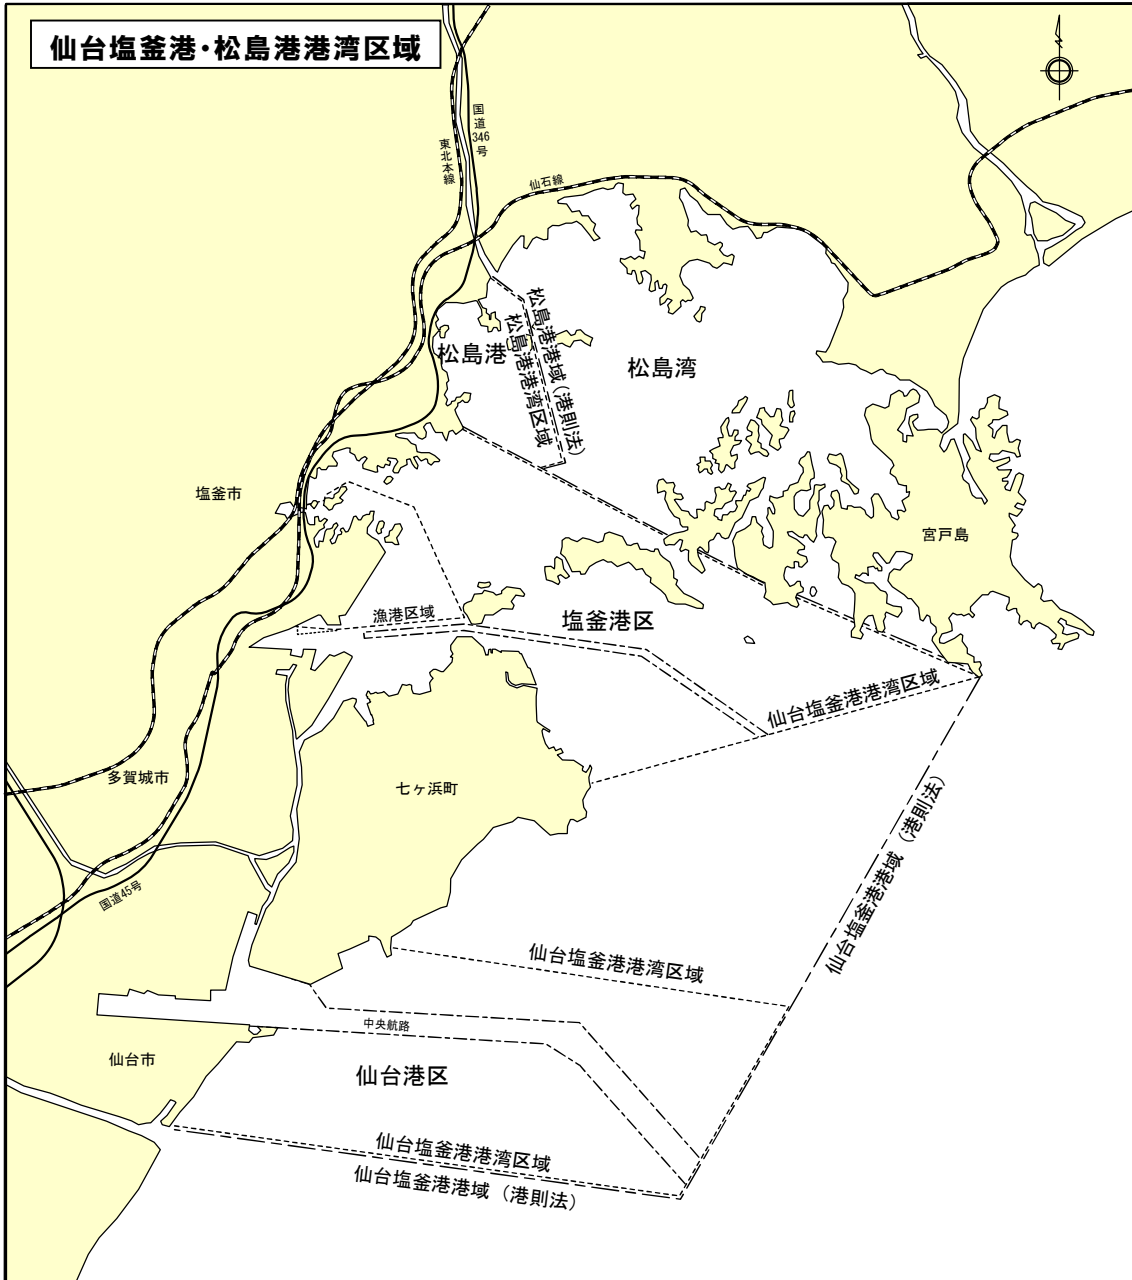 仙台塩釜港・松島港港湾区域
国道346号
東北本線
仙石線
松島港港域(港則法)
松島港港湾区域
松島港
松島湾
塩釜市
宮戸島
漁港区域
塩釜港区
仙台塩釜港港湾区域
多賀城市
七ヶ浜町
仙台塩釜港港域(港則法)
国道45号
仙台塩釜港港湾区域
中央航路
仙台市
仙台港区
仙台塩釜港港湾区域
仙台塩釜港港域(港則法)